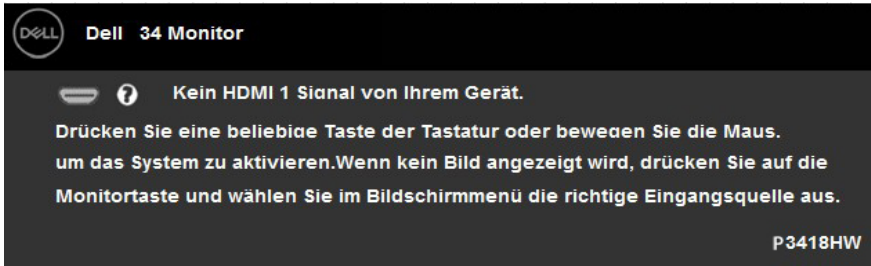 DELL
Dell 34 Monitor
Kein HDMI 1 Signal von Ihrem Gerät.
Drücken Sie eine beliebige Taste der Tastatur oder bewegen Sie die Maus.
um das System zu aktivieren.Wenn kein Bild angezeigt wird, drücken Sie auf die
Monitortaste und wählen Sie im Bildschirmmenü die richtige Eingangsquelle aus.
P3418HW